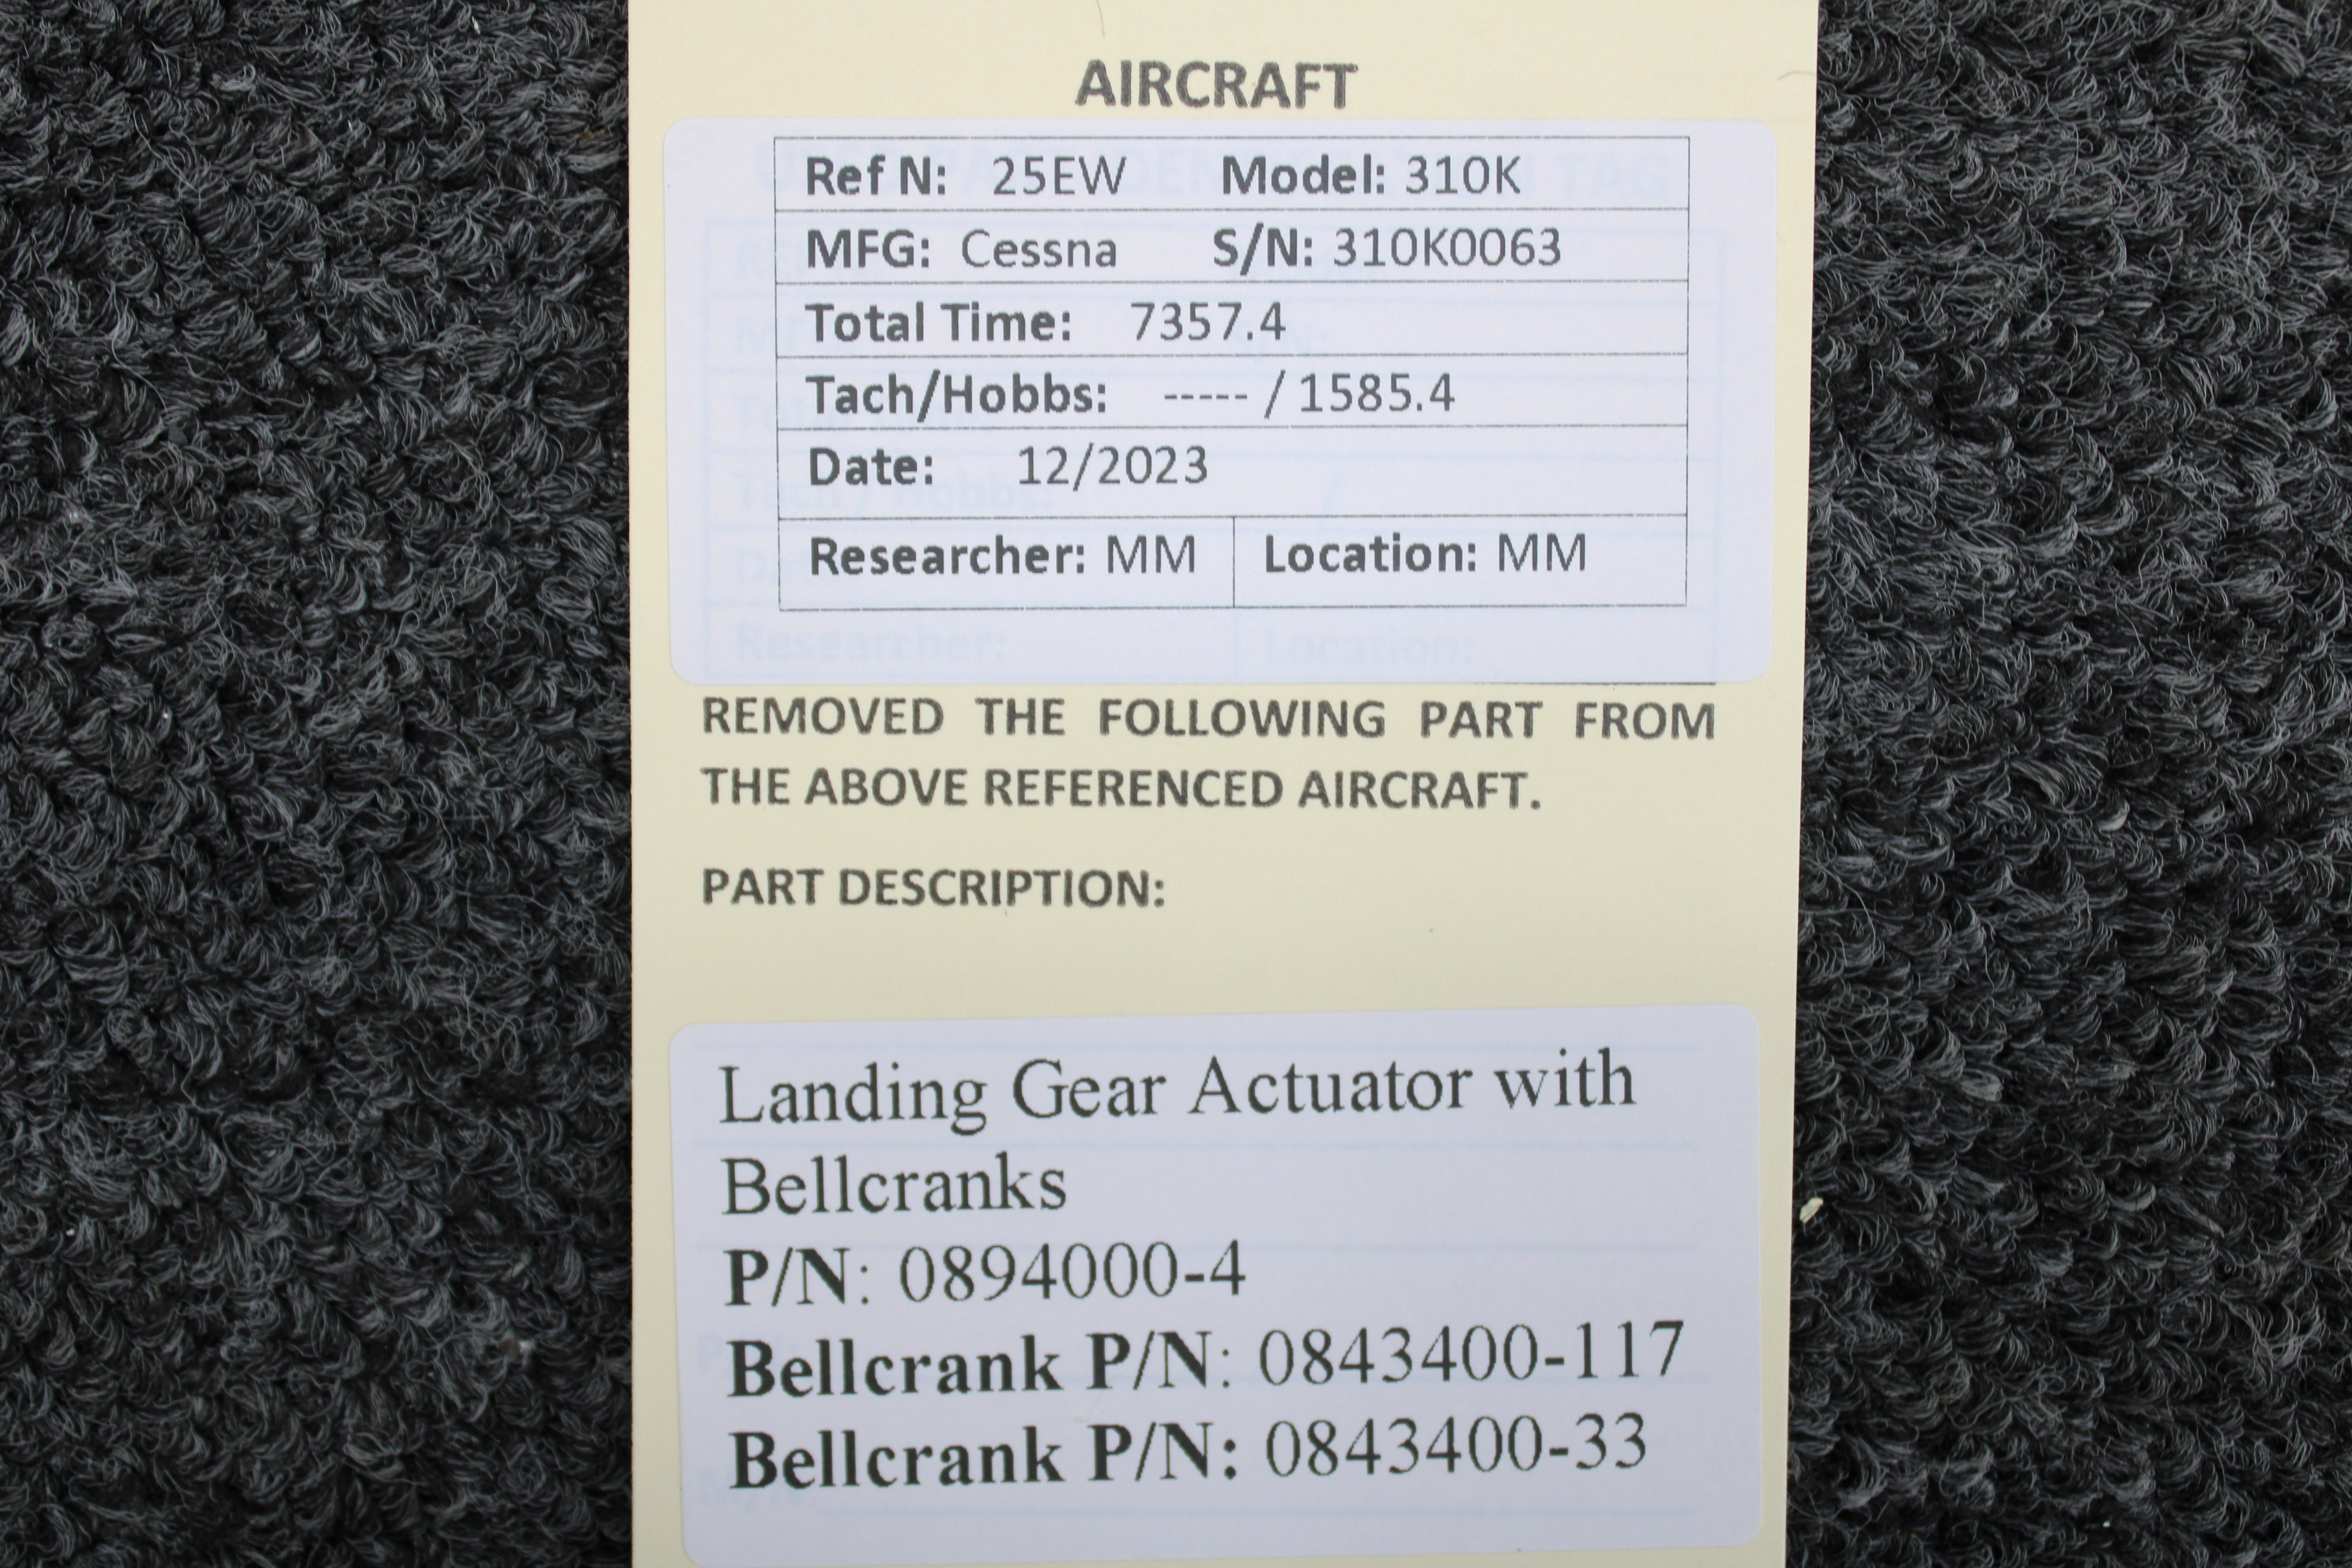 AIRCRAFT
Ref N: 25EW Model: 310K
MFG: Cessna S/N: 310K0063
Total Time: 7357.4
Tach/Hobbs: ----- / 1585.4
Date: 12/2023
Researcher: MM Location: MM
REMOVED THE FOLLOWING PART FROM
THE ABOVE REFERENCED AIRCRAFT.
PART DESCRIPTION:
Landing Gear Actuator with
Bellcranks
P/N: 0894000-4
Bellcrank P/N: 0843400-117
Bellcrank P/N: 0843400-33